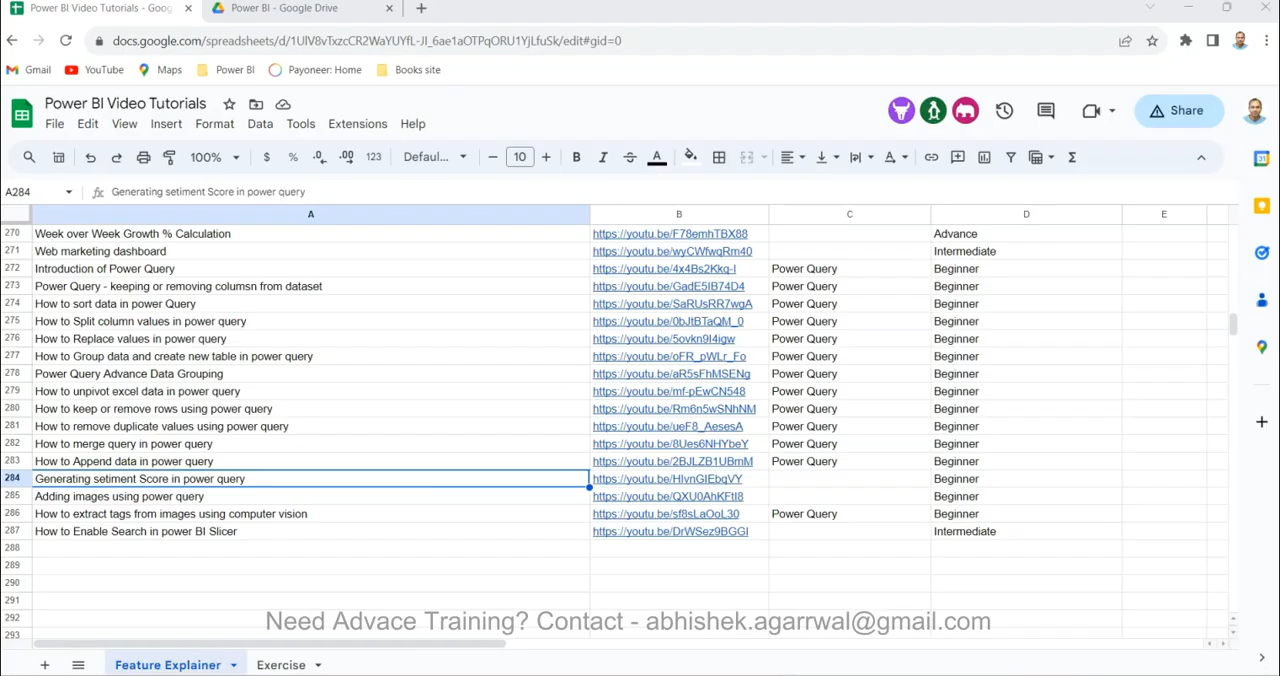 Power BI Video Tutorials - Goog
Power BI - Google Drive
docs.google.com/spreadsheets/d/1UlV8vTxzcCR2WaYUYfL-JI_6ae1aOTPqORU1YjLfuSk/edit#gid=0
Gmail YouTube Maps Power BI Payoneer: Home Books site
Power BI Video Tutorials
Share
File Edit View Insert Format Data Tools Extensions Help
100% $ % .0 .00 123 Defaul... 10 B I A
A284 fx Generating setiment Score in power query
A B C D E
270 Week over Week Growth % Calculation https://youtu.be/F78emhTBX88 Advance
271 Web marketing dashboard https://youtu.be/wyCWfwqRm40 Intermediate
272 Introduction of Power Query https://youtu.be/4x4Bs2Kkq-I Power Query Beginner
273 Power Query - keeping or removing columsn from dataset https://youtu.be/GadE5IB74D4 Power Query Beginner
274 How to sort data in power Query https://youtu.be/SaRUsRR7wgA Power Query Beginner
275 How to Split column values in power query https://youtu.be/0bJtBTaQM_0 Power Query Beginner
276 How to Replace values in power query https://youtu.be/5ovkn9I4igw Power Query Beginner
277 How to Group data and create new table in power query https://youtu.be/oFR_pWLr_Fo Power Query Beginner
278 Power Query Advance Data Grouping https://youtu.be/aR5sFhMSENg Power Query Beginner
279 How to unpivot excel data in power query https://youtu.be/mf-pEwCN548 Power Query Beginner
280 How to keep or remove rows using power query https://youtu.be/Rm6n5wSNhNM Power Query Beginner
281 How to remove duplicate values using power query https://youtu.be/ueF8_AesesA Power Query Beginner
282 How to merge query in power query https://youtu.be/8Ues6NHYbeY Power Query Beginner
283 How to Append data in power query https://youtu.be/2BJLZB1UBmM Power Query Beginner
284 Generating setiment Score in power query https://youtu.be/HIvnGIEbqVY Beginner
285 Adding images using power query https://youtu.be/QXU0AhKFtI8 Beginner
286 How to extract tags from images using computer vision https://youtu.be/sf8sLaOoL30 Power Query Beginner
287 How to Enable Search in power BI Slicer https://youtu.be/DrWSez9BGGI Intermediate
288
289
290
291
292
293
Need Advace Training? Contact - abhishek.agarrwal@gmail.com
Feature Explainer Exercise